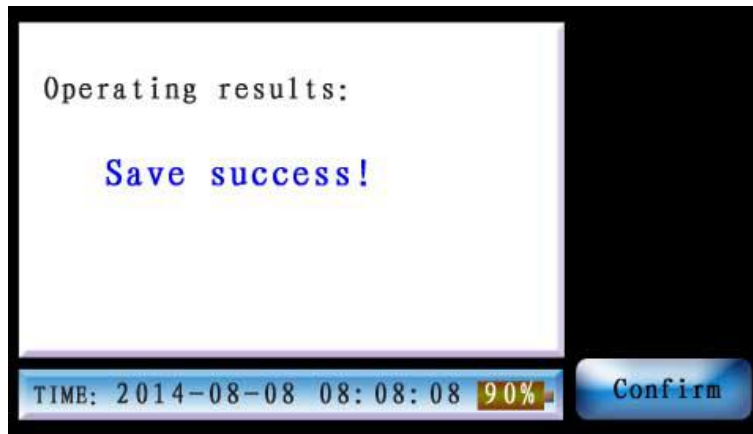 Operating results:
Save success!
TIME: 2014-08-08 08:08:08 90%
Confirm